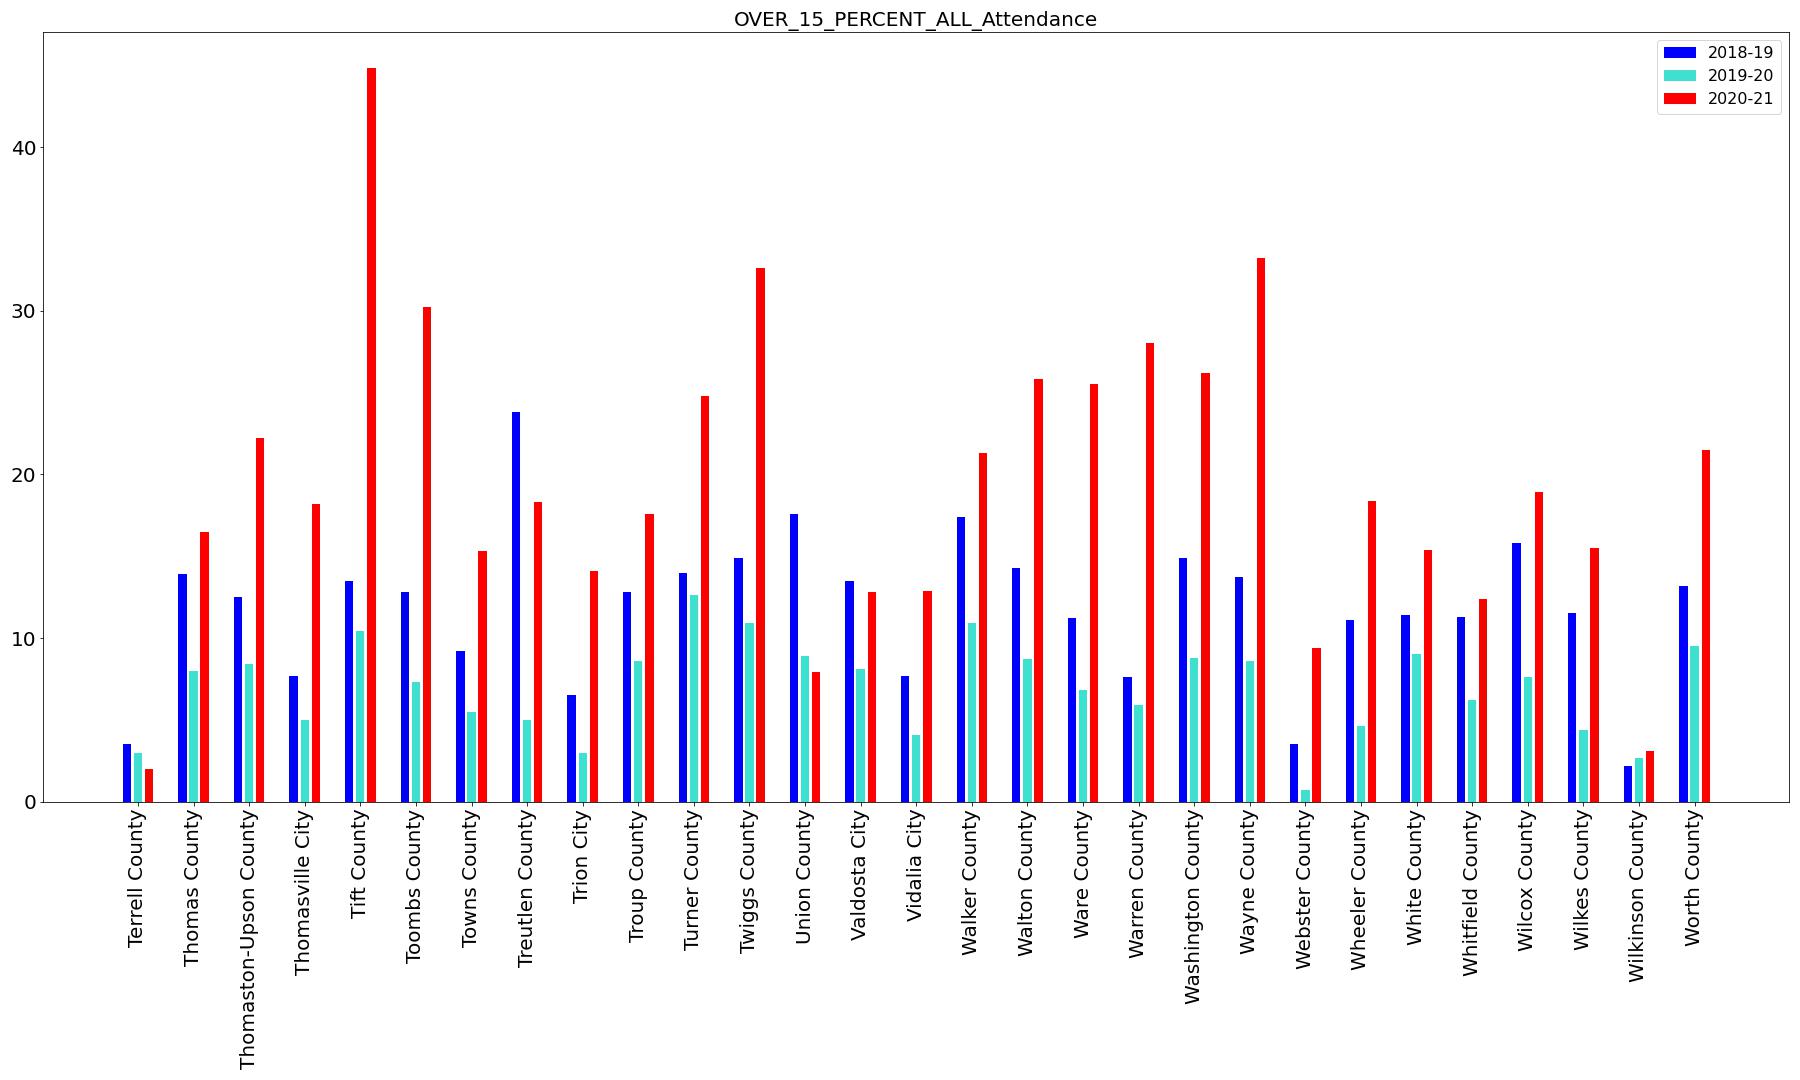 OVER_15_PERCENT_ALL_Attendance
2018-19
2019-20
2020-21
40
30
20
10
0
Terrell County
Thomas County
Thomaston-Upson County
Thomasville City
Tift County
Toombs County
Towns County
Treutlen County
Trion City
Troup County
Turner County
Twiggs County
Union County
Valdosta City
Vidalia City
Walker County
Walton County
Ware County
Warren County
Washington County
Wayne County
Webster County
Wheeler County
White County
Whitfield County
Wilcox County
Wilkes County
Wilkinson County
Worth County